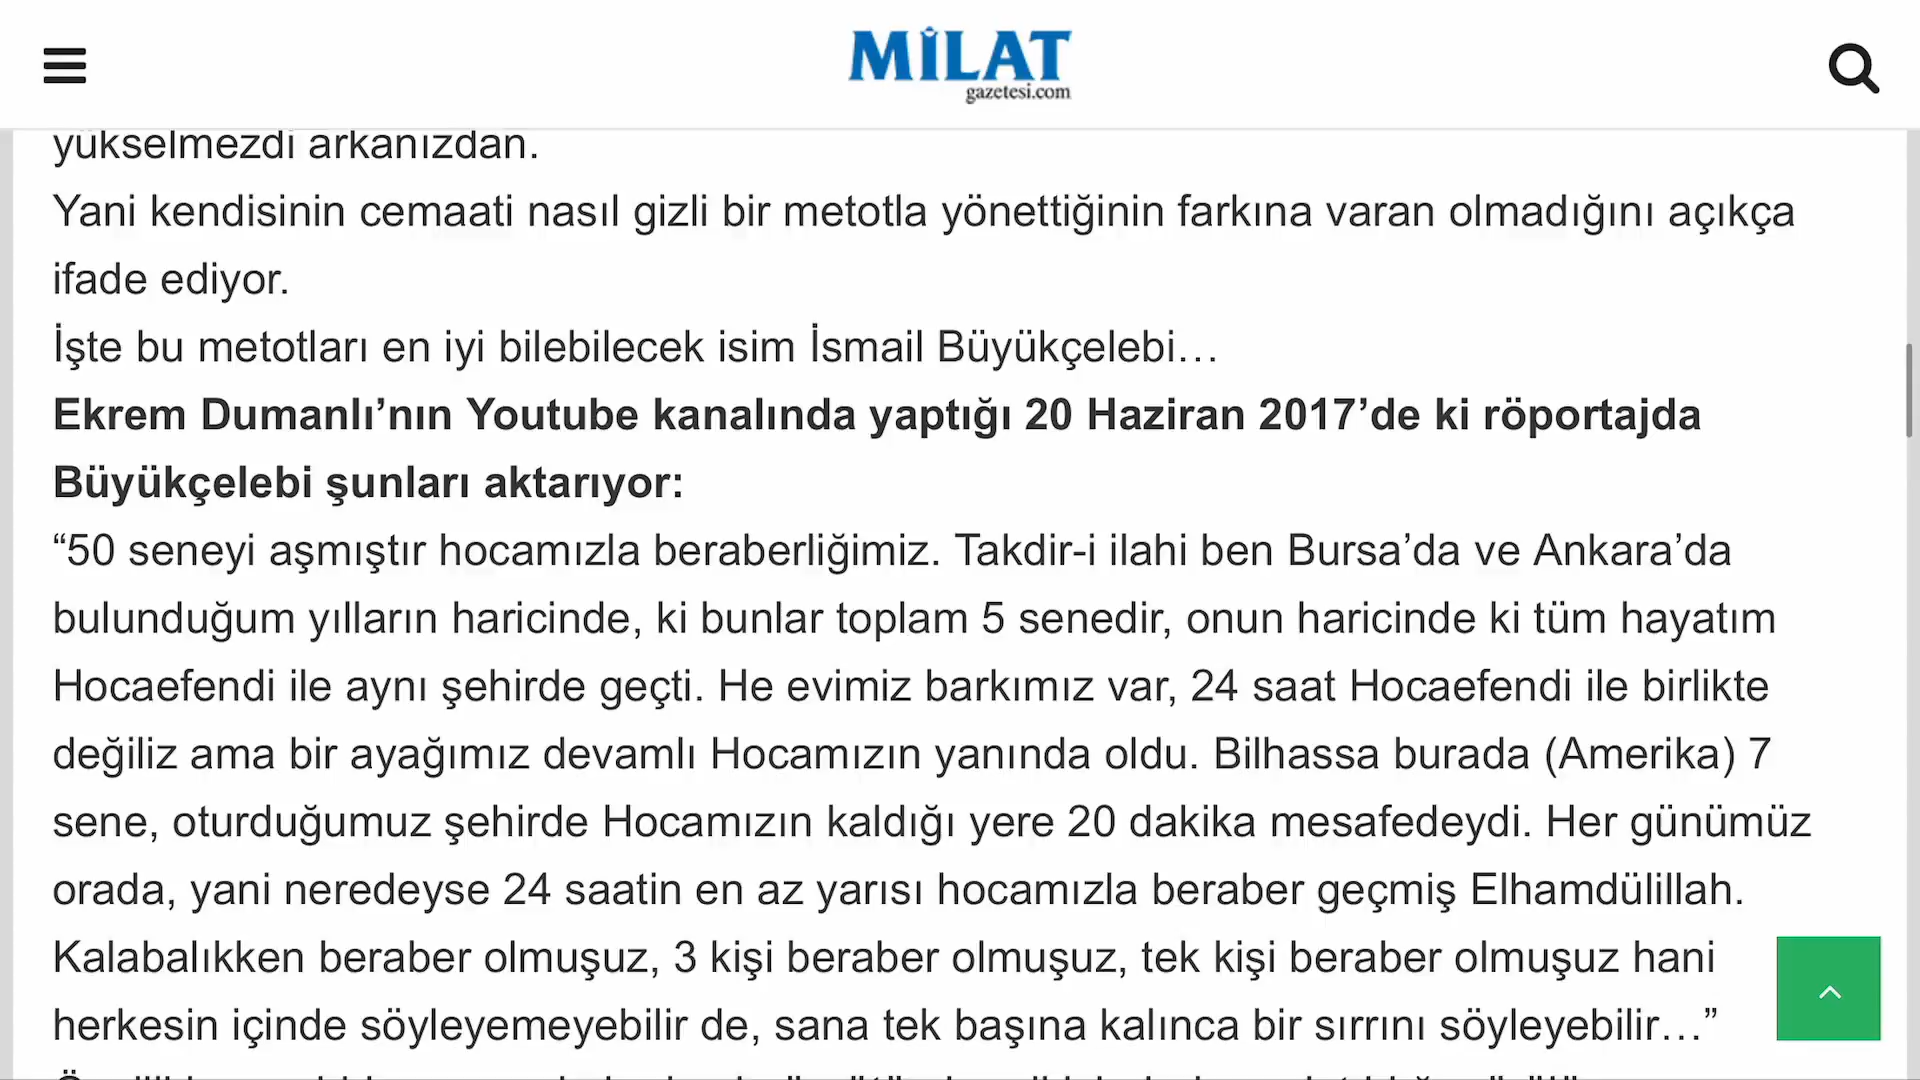 MİLAT
gazetesi.com
yükselmezdi arkanızdan.
Yani kendisinin cemaati nasıl gizli bir metotla yönettiğinin farkına varan olmadığını açıkça
ifade ediyor.
İşte bu metotları en iyi bilebilecek isim İsmail Büyükçelebi…
Ekrem Dumanlı’nın Youtube kanalında yaptığı 20 Haziran 2017’de ki röportajda
Büyükçelebi şunları aktarıyor:
“50 seneyi aşmıştır hocamızla beraberliğimiz. Takdir-i ilahi ben Bursa’da ve Ankara’da
bulunduğum yılların haricinde, ki bunlar toplam 5 senedir, onun haricinde ki tüm hayatım
Hocaefendi ile aynı şehirde geçti. He evimiz barkımız var, 24 saat Hocaefendi ile birlikte
değiliz ama bir ayağımız devamlı Hocamızın yanında oldu. Bilhassa burada (Amerika) 7
sene, oturduğumuz şehirde Hocamızın kaldığı yere 20 dakika mesafedeydi. Her günümüz
orada, yani neredeyse 24 saatin en az yarısı hocamızla beraber geçmiş Elhamdülillah.
Kalabalıkken beraber olmuşuz, 3 kişi beraber olmuşuz, tek kişi beraber olmuşuz hani
herkesin içinde söyleyemeyebilir de, sana tek başına kalınca bir sırrını söyleyebilir…”